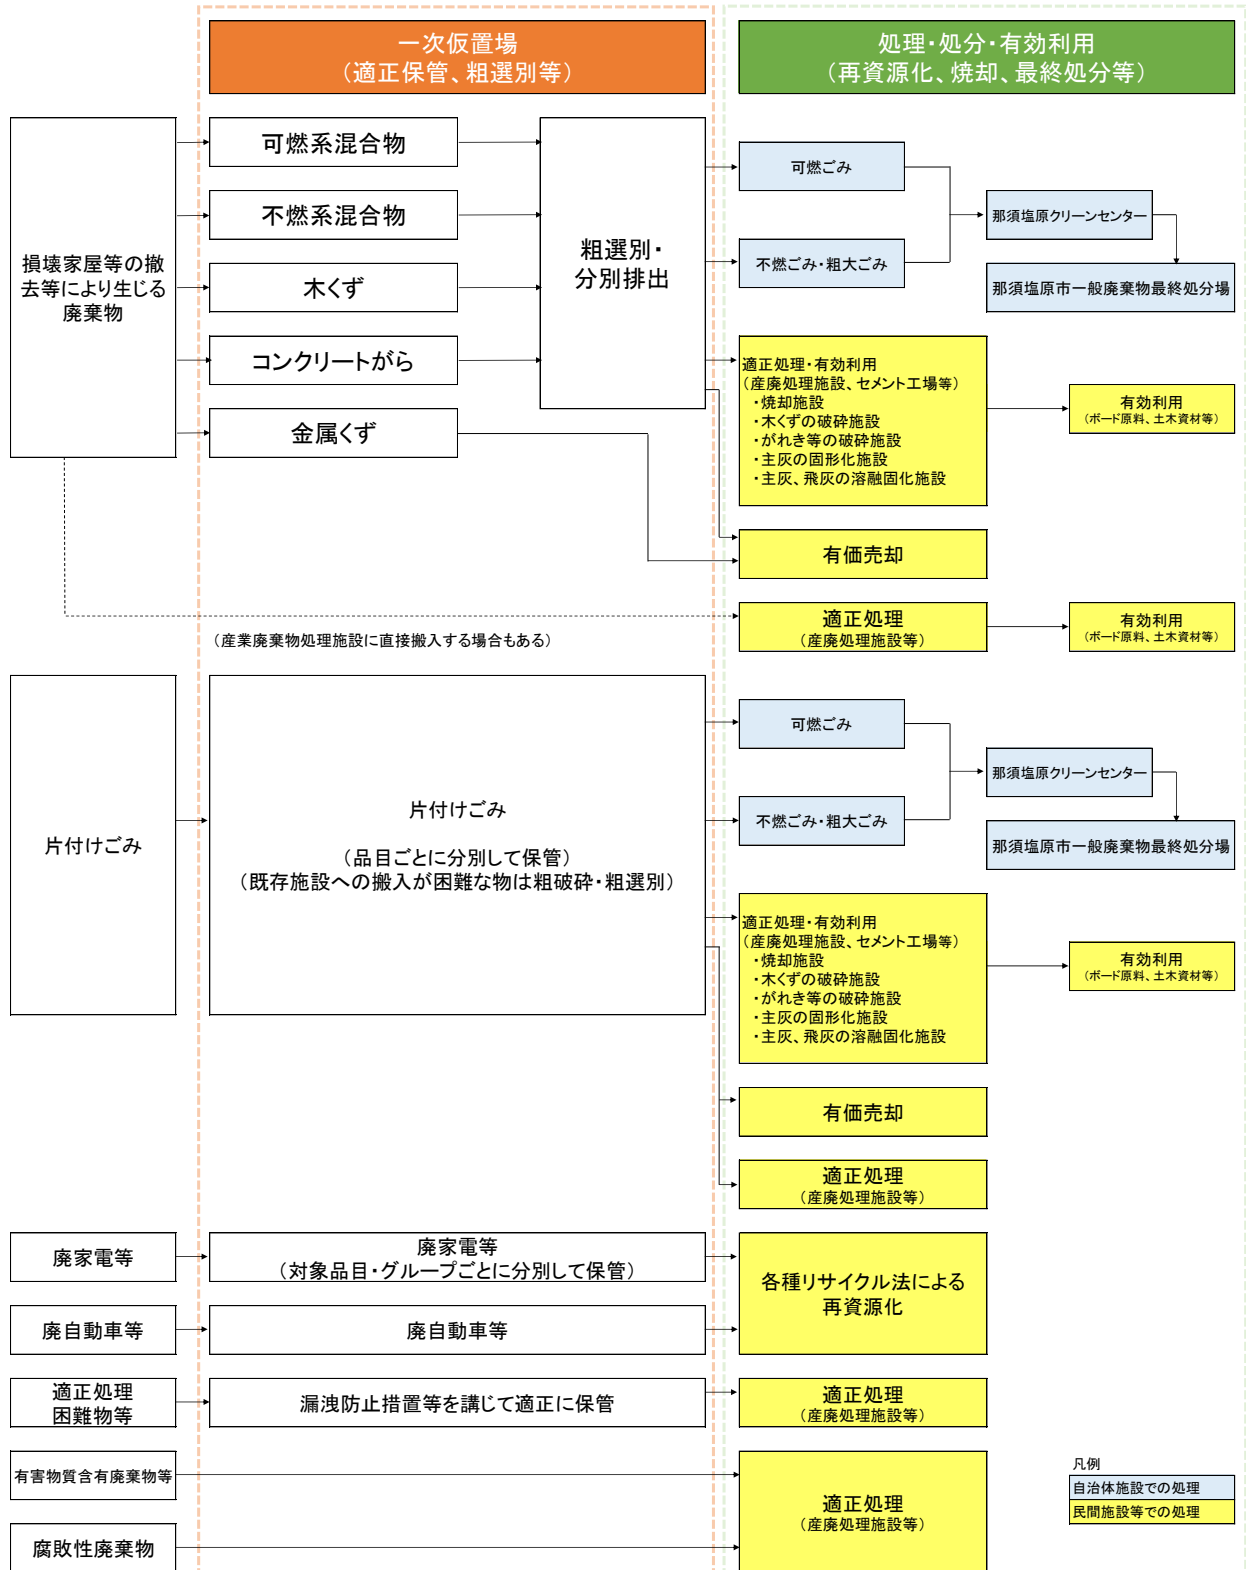 一次仮置場
（適正保管、粗選別等）
処理・処分・有効利用
（再資源化、焼却、最終処分等）
損壊家屋等の撤
去等により生じる
廃棄物
可燃系混合物
不燃系混合物
木くず
コンクリートがら
金属くず
粗選別・
分別排出
可燃ごみ
不燃ごみ・粗大ごみ
那須塩原クリーンセンター
那須塩原市一般廃棄物最終処分場
適正処理・有効利用
（産廃処理施設、セメント工場等）
・焼却施設
・木くずの破砕施設
・がれき等の破砕施設
・主灰の固形化施設
・主灰、飛灰の溶融固化施設
有効利用
（ボード原料、土木資材等）
有価売却
（産業廃棄物処理施設に直接搬入する場合もある）
適正処理
（産廃処理施設等）
有効利用
（ボード原料、土木資材等）
片付けごみ
片付けごみ
（品目ごとに分別して保管）
（既存施設への搬入が困難な物は粗破砕・粗選別）
可燃ごみ
不燃ごみ・粗大ごみ
那須塩原クリーンセンター
那須塩原市一般廃棄物最終処分場
適正処理・有効利用
（産廃処理施設、セメント工場等）
・焼却施設
・木くずの破砕施設
・がれき等の破砕施設
・主灰の固形化施設
・主灰、飛灰の溶融固化施設
有効利用
（ボード原料、土木資材等）
有価売却
適正処理
（産廃処理施設等）
廃家電等
廃家電等
（対象品目・グループごとに分別して保管）
各種リサイクル法による
再資源化
廃自動車等
廃自動車等
適正処理
困難物等
漏洩防止措置等を講じて適正に保管
適正処理
（産廃処理施設等）
有害物質含有廃棄物等
腐敗性廃棄物
適正処理
（産廃処理施設等）
凡例
自治体施設での処理
民間施設等での処理